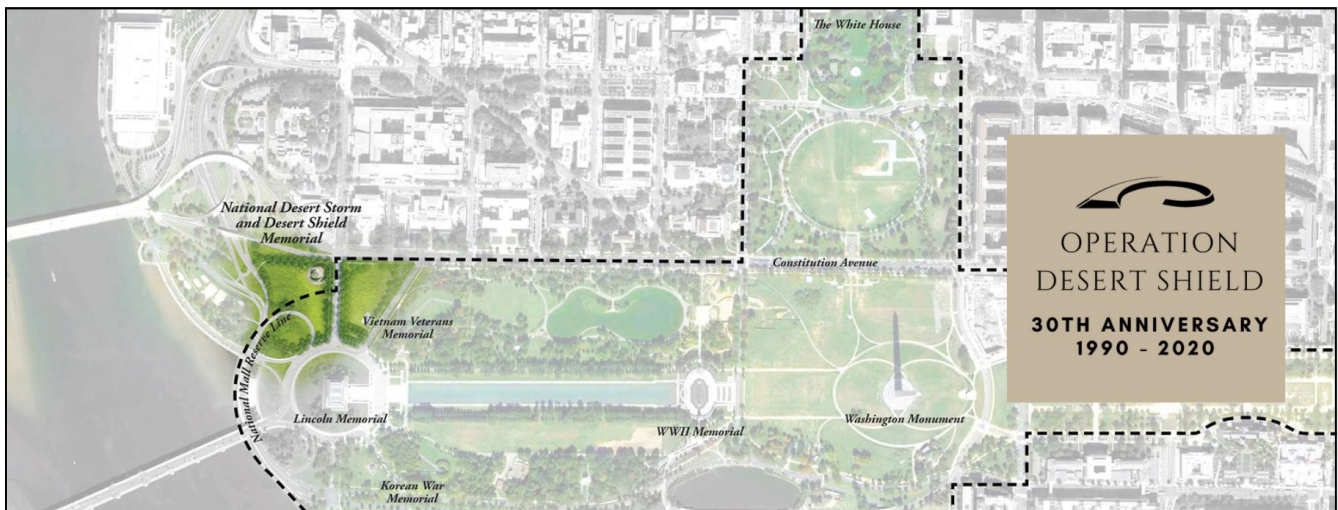 The White House
National Desert Storm
and Desert Shield
Memorial
Constitution Avenue
Vietnam Veterans
Memorial
National Mall Reserve Line
Lincoln Memorial
WWII Memorial
Washington Monument
Korean War
Memorial
OPERATION
DESERT SHIELD
30TH ANNIVERSARY
1990 - 2020